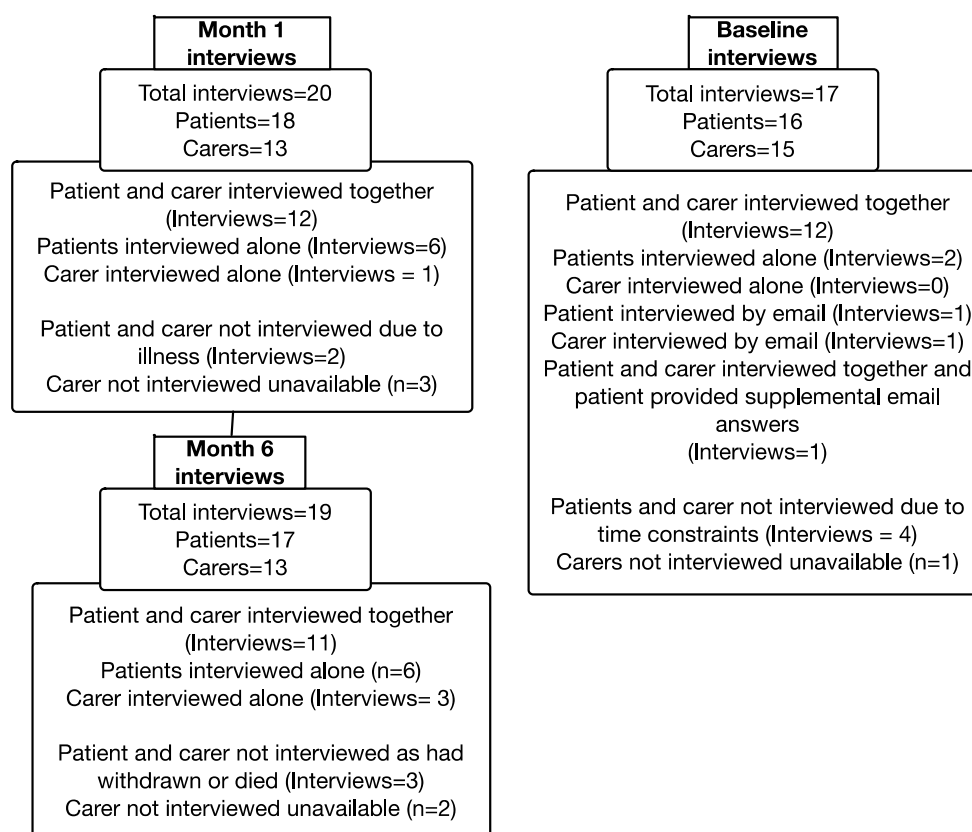 Month 1
interviews
Total interviews=20
Patients=18
Carers=13
Patient and carer interviewed together
(Interviews=12)
Patients interviewed alone (Interviews=6)
Carer interviewed alone (Interviews = 1)
Patient and carer not interviewed due to
illness (Interviews=2)
Carer not interviewed unavailable (n=3)
Month 6
interviews
Total interviews=19
Patients=17
Carers=13
Patient and carer interviewed together
(Interviews=11)
Patients interviewed alone (n=6)
Carer interviewed alone (Interviews= 3)
Patient and carer not interviewed as had
withdrawn or died (Interviews=3)
Carer not interviewed unavailable (n=2)
Baseline
interviews
Total interviews=17
Patients=16
Carers=15
Patient and carer interviewed together
(Interviews=12)
Patients interviewed alone (Interviews=2)
Carer interviewed alone (Interviews=0)
Patient interviewed by email (Interviews=1)
Carer interviewed by email (Interviews=1)
Patient and carer interviewed together and
patient provided supplemental email
answers
(Interviews=1)
Patients and carer not interviewed due to
time constraints (Interviews = 4)
Carers not interviewed unavailable (n=1)